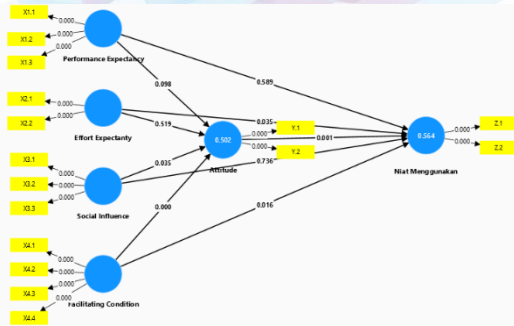 X1.1
0.000
X1.2
0.000
0.000
X1.3
Performance Expectancy
0.589
0.098
X2.1
0.000
X2.2
0.000
Effort Expectanty
0.035
0.519
0.502
0.000
Y.1
0.001
0.000
Y.2
0.564
0.000
Z.1
0.000
Z.2
X3.1
0.000
X3.2
0.000
X3.3
0.000
0.035
Attitude
0.736
Niat Menggunakan
Social Influence
0.000
0.016
X4.1
0.000
X4.2
0.000
X4.3
0.000
X4.4
0.000
Facilitating Condition